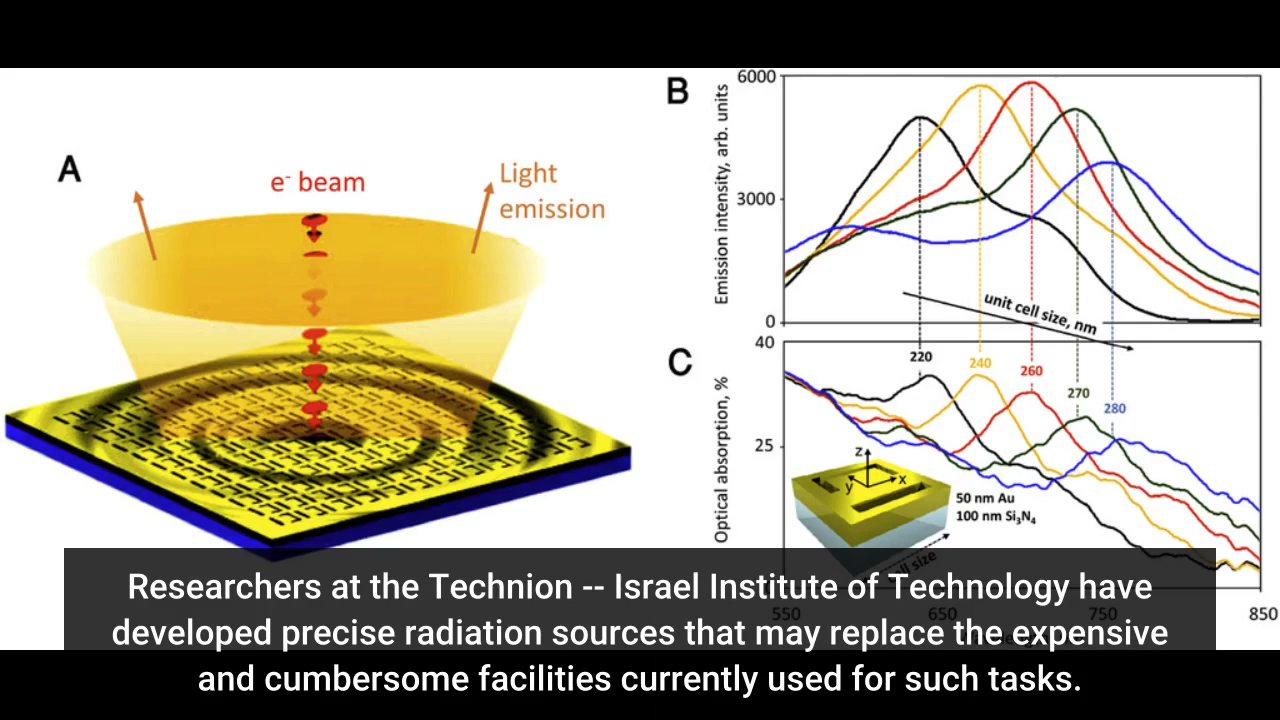 A
e⁻ beam
Light
emission
B
Emission intensity, arb. units
6000
3000
0
unit cell size, nm
C
Optical absorption, %
40
25
220
240
260
270
280
z
y
x
50 nm Au
100 nm Si₃N₄
cell size
550
650
750
850
Researchers at the Technion -- Israel Institute of Technology have
developed precise radiation sources that may replace the expensive
and cumbersome facilities currently used for such tasks.